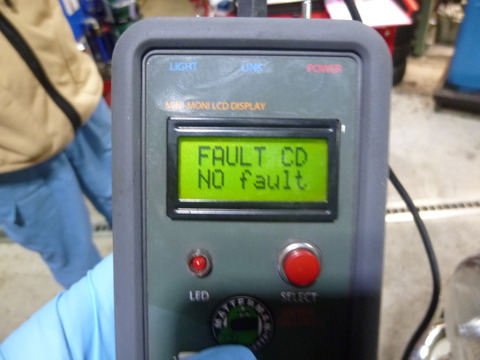 LIGHT LINE POWER
MINI-MONI LCD DISPLAY
FAULT CD
NO fault
LED SELECT